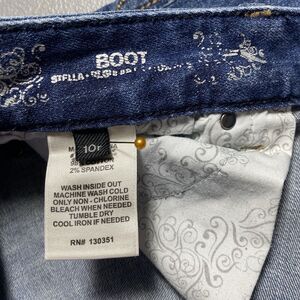 BOOT
STELLA
10r
2% SPANDEX
WASH INSIDE OUT
MACHINE WASH COLD
ONLY NON - CHLORINE
BLEACH WHEN NEEDED
TUMBLE DRY
COOL IRON IF NEEDED
RN# 130351